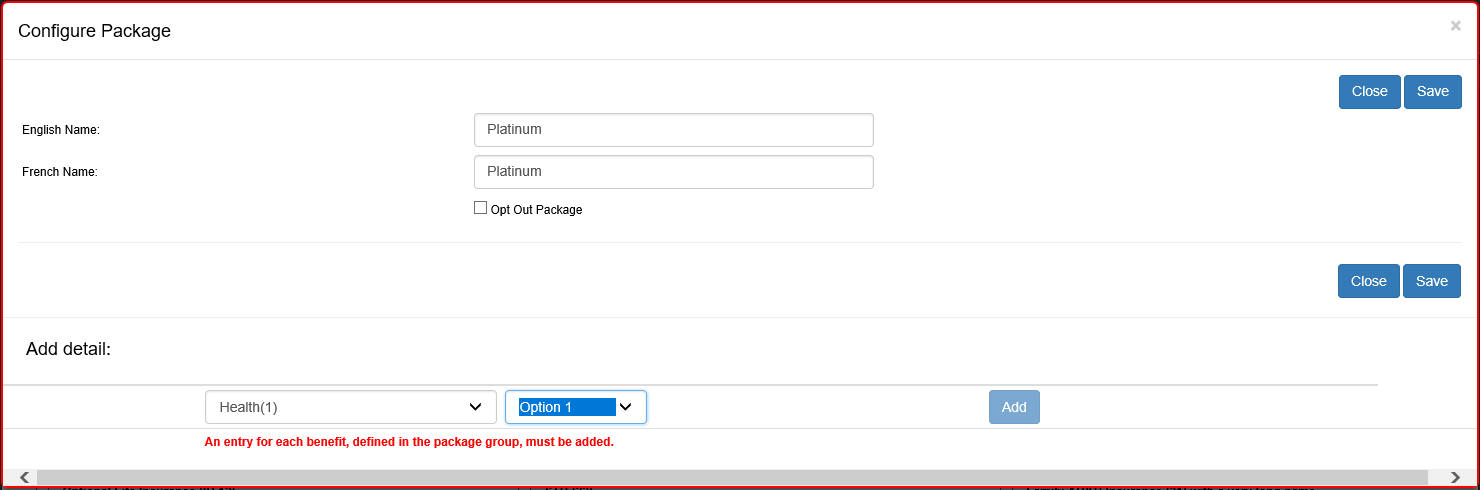 Configure Package
×
Close Save
English Name: Platinum
French Name: Platinum
Opt Out Package
Close Save
Add detail:
Health(1) Option 1 Add
An entry for each benefit, defined in the package group, must be added.